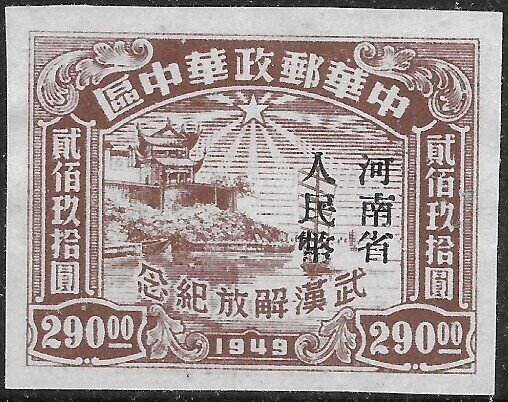 中華郵政華中區
貳佰玖拾圓
貳佰玖拾圓
河南省
人民幣
武漢解放紀念
290.00
1949
290.00